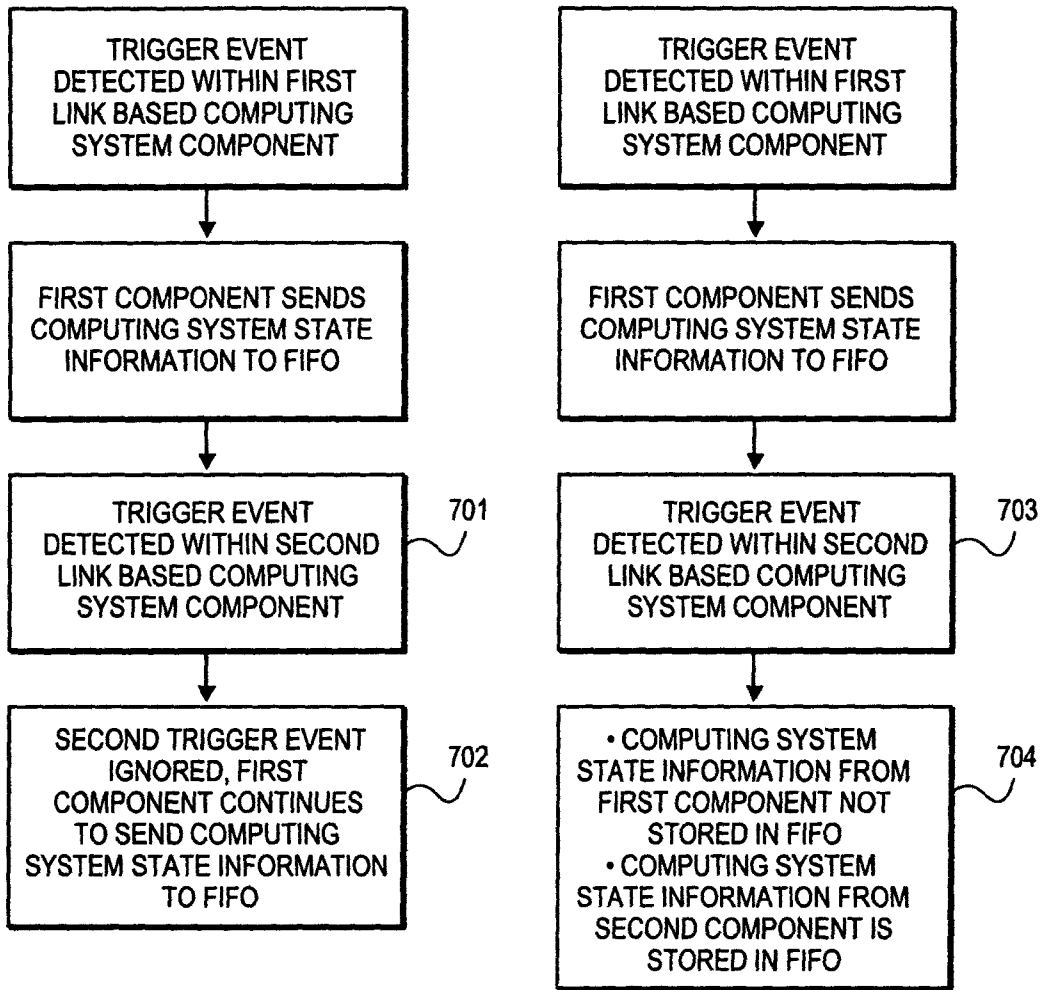 TRIGGER EVENT
DETECTED WITHIN FIRST
LINK BASED COMPUTING
SYSTEM COMPONENT
FIRST COMPONENT SENDS
COMPUTING SYSTEM STATE
INFORMATION TO FIFO
TRIGGER EVENT
DETECTED WITHIN SECOND
LINK BASED COMPUTING
SYSTEM COMPONENT
701
SECOND TRIGGER EVENT
IGNORED, FIRST
COMPONENT CONTINUES
TO SEND COMPUTING
SYSTEM STATE INFORMATION
TO FIFO
702
TRIGGER EVENT
DETECTED WITHIN FIRST
LINK BASED COMPUTING
SYSTEM COMPONENT
FIRST COMPONENT SENDS
COMPUTING SYSTEM STATE
INFORMATION TO FIFO
TRIGGER EVENT
DETECTED WITHIN SECOND
LINK BASED COMPUTING
SYSTEM COMPONENT
703
• COMPUTING SYSTEM
STATE INFORMATION FROM
FIRST COMPONENT NOT
STORED IN FIFO
• COMPUTING SYSTEM
STATE INFORMATION FROM
SECOND COMPONENT IS
STORED IN FIFO
704